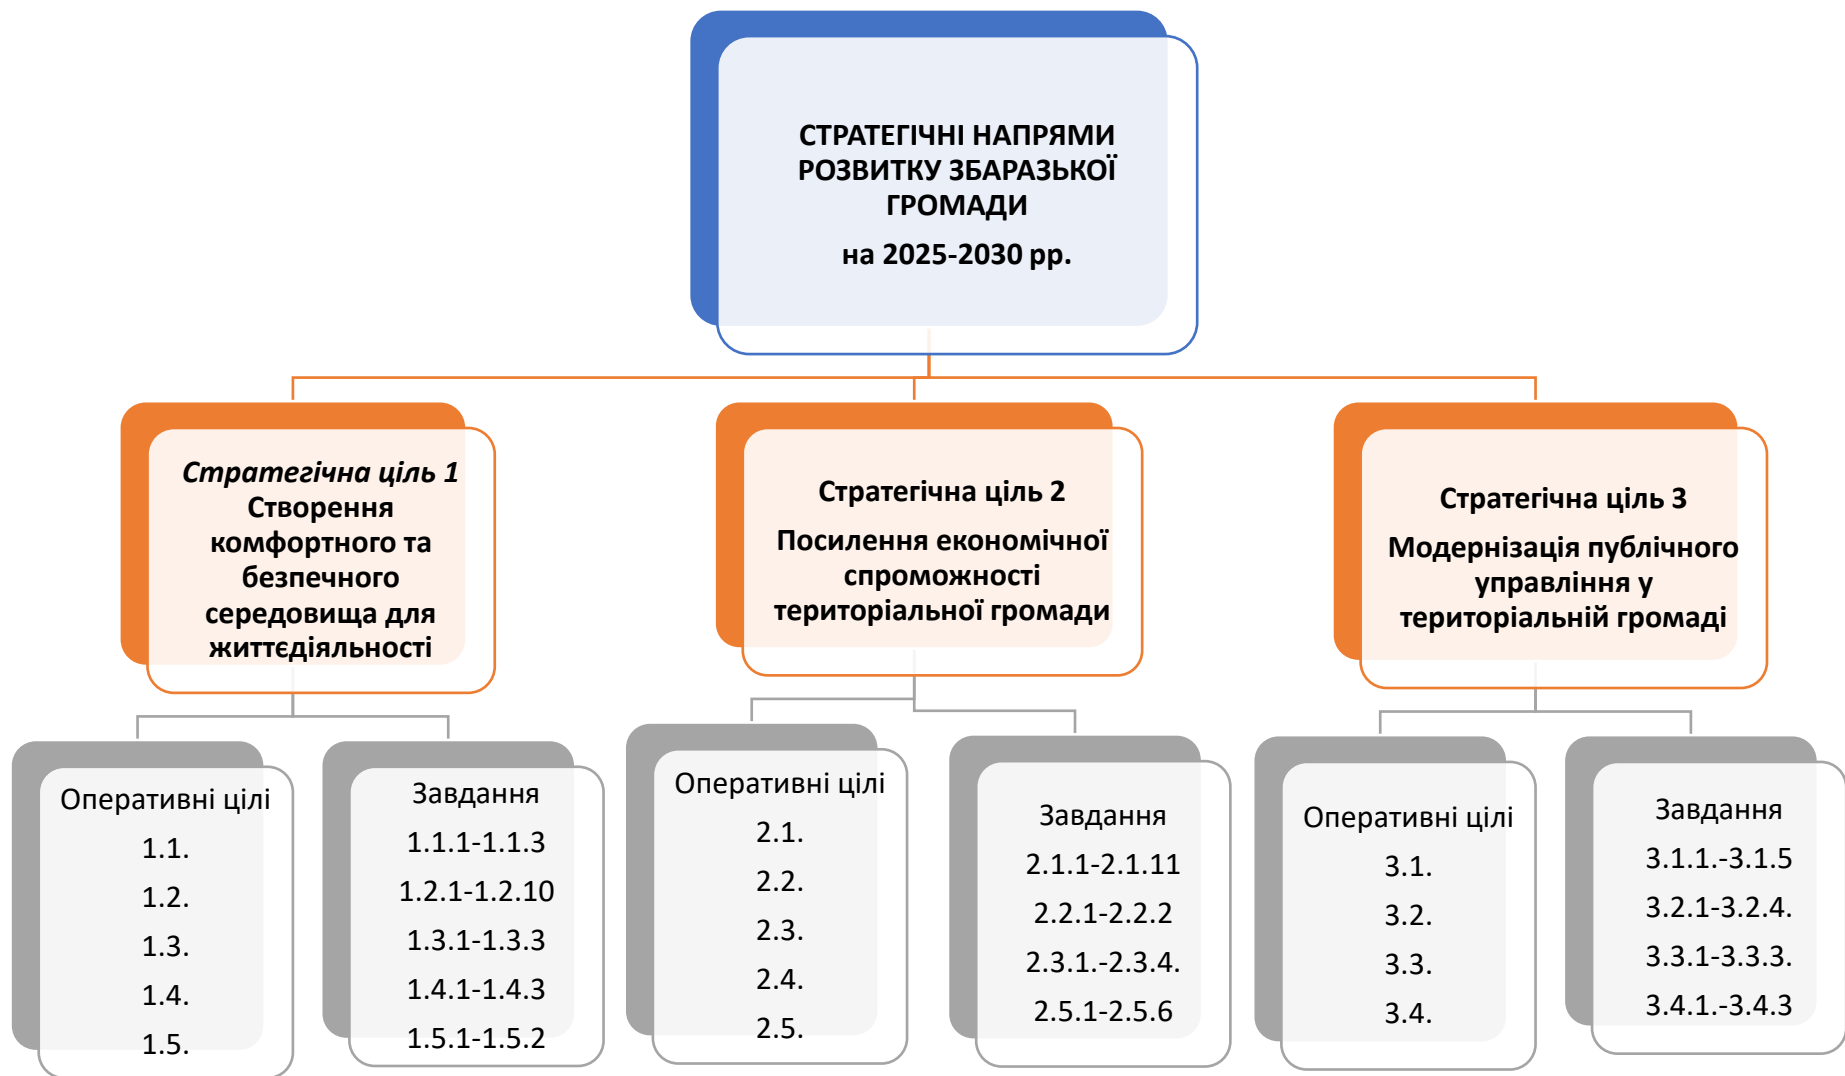 СТРАТЕГІЧНІ НАПРЯМИ
РОЗВИТКУ ЗБАРАЗЬКОЇ
ГРОМАДИ
на 2025-2030 рр.
Стратегічна ціль 1
Створення
комфортного та
безпечного
середовища для
життєдіяльності
Стратегічна ціль 2
Посилення економічної
спроможності
територіальної громади
Стратегічна ціль 3
Модернізація публічного
управління у
територіальній громаді
Оперативні цілі
1.1.
1.2.
1.3.
1.4.
1.5.
Завдання
1.1.1-1.1.3
1.2.1-1.2.10
1.3.1-1.3.3
1.4.1-1.4.3
1.5.1-1.5.2
Оперативні цілі
2.1.
2.2.
2.3.
2.4.
2.5.
Завдання
2.1.1-2.1.11
2.2.1-2.2.2
2.3.1.-2.3.4.
2.5.1-2.5.6
Оперативні цілі
3.1.
3.2.
3.3.
3.4.
Завдання
3.1.1.-3.1.5
3.2.1-3.2.4.
3.3.1-3.3.3.
3.4.1.-3.4.3